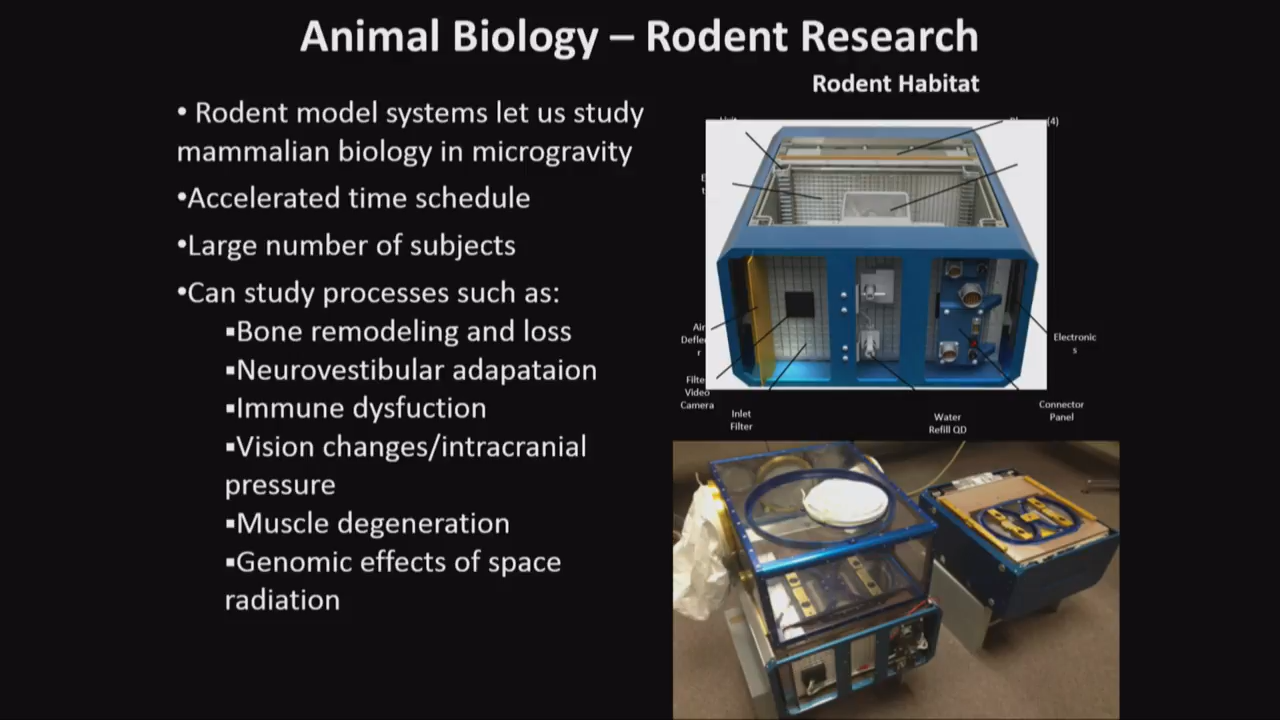 Animal Biology – Rodent Research
• Rodent model systems let us study
mammalian biology in microgravity
•Accelerated time schedule
•Large number of subjects
•Can study processes such as:
▪Bone remodeling and loss
▪Neurovestibular adapataion
▪Immune dysfuction
▪Vision changes/intracranial
pressure
▪Muscle degeneration
▪Genomic effects of space
radiation
Rodent Habitat
(4)
Air
Video
Camera
Inlet
Filter
Water
Refill QD
Connector
Panel
Electronic
s